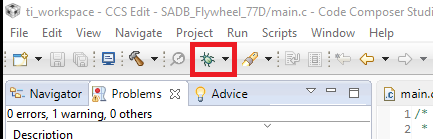 ti_workspace - CCS Edit - SADB_Flywheel_77D/main.c - Code Composer Studi
File Edit View Navigate Project Run Scripts Window Help
Navigator Problems Advice main.c
0 errors, 1 warning, 0 others
Description
1 /*
2 *